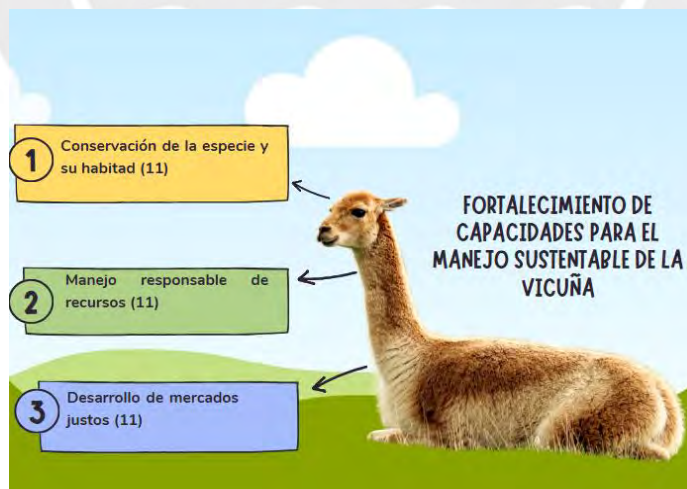 1
Conservación de la especie y
su habitad (11)
2
Manejo responsable de
recursos (11)
3
Desarrollo de mercados
justos (11)
FORTALECIMIENTO DE
CAPACIDADES PARA EL
MANEJO SUSTENTABLE DE LA
VICUÑA